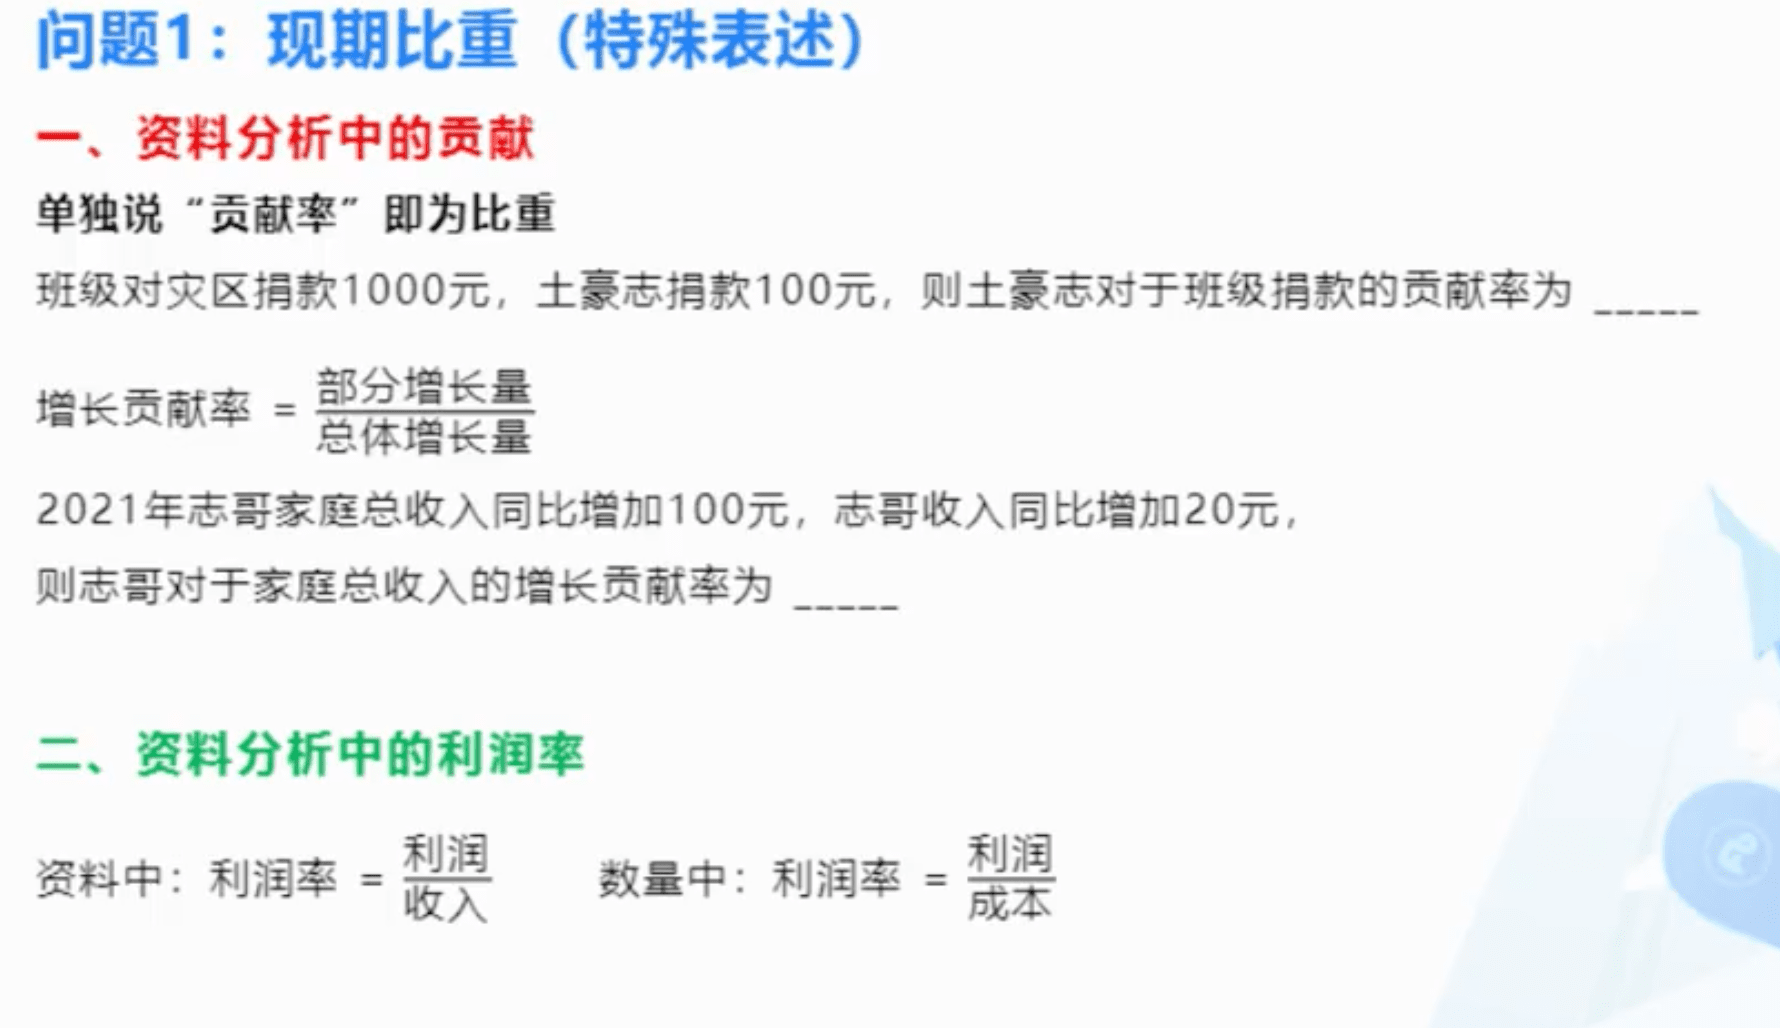 问题1：现期比重（特殊表述）
一、资料分析中的贡献
单独说“贡献率”即为比重
班级对灾区捐款1000元，土豪志捐款100元，则土豪志对于班级捐款的贡献率为 _____
增长贡献率 = 部分增长量
总体增长量
2021年志哥家庭总收入同比增加100元，志哥收入同比增加20元，
则志哥对于家庭总收入的增长贡献率为 _____
二、资料分析中的利润率
资料中：利润率 = 利润
收入
数量中：利润率 = 利润
成本